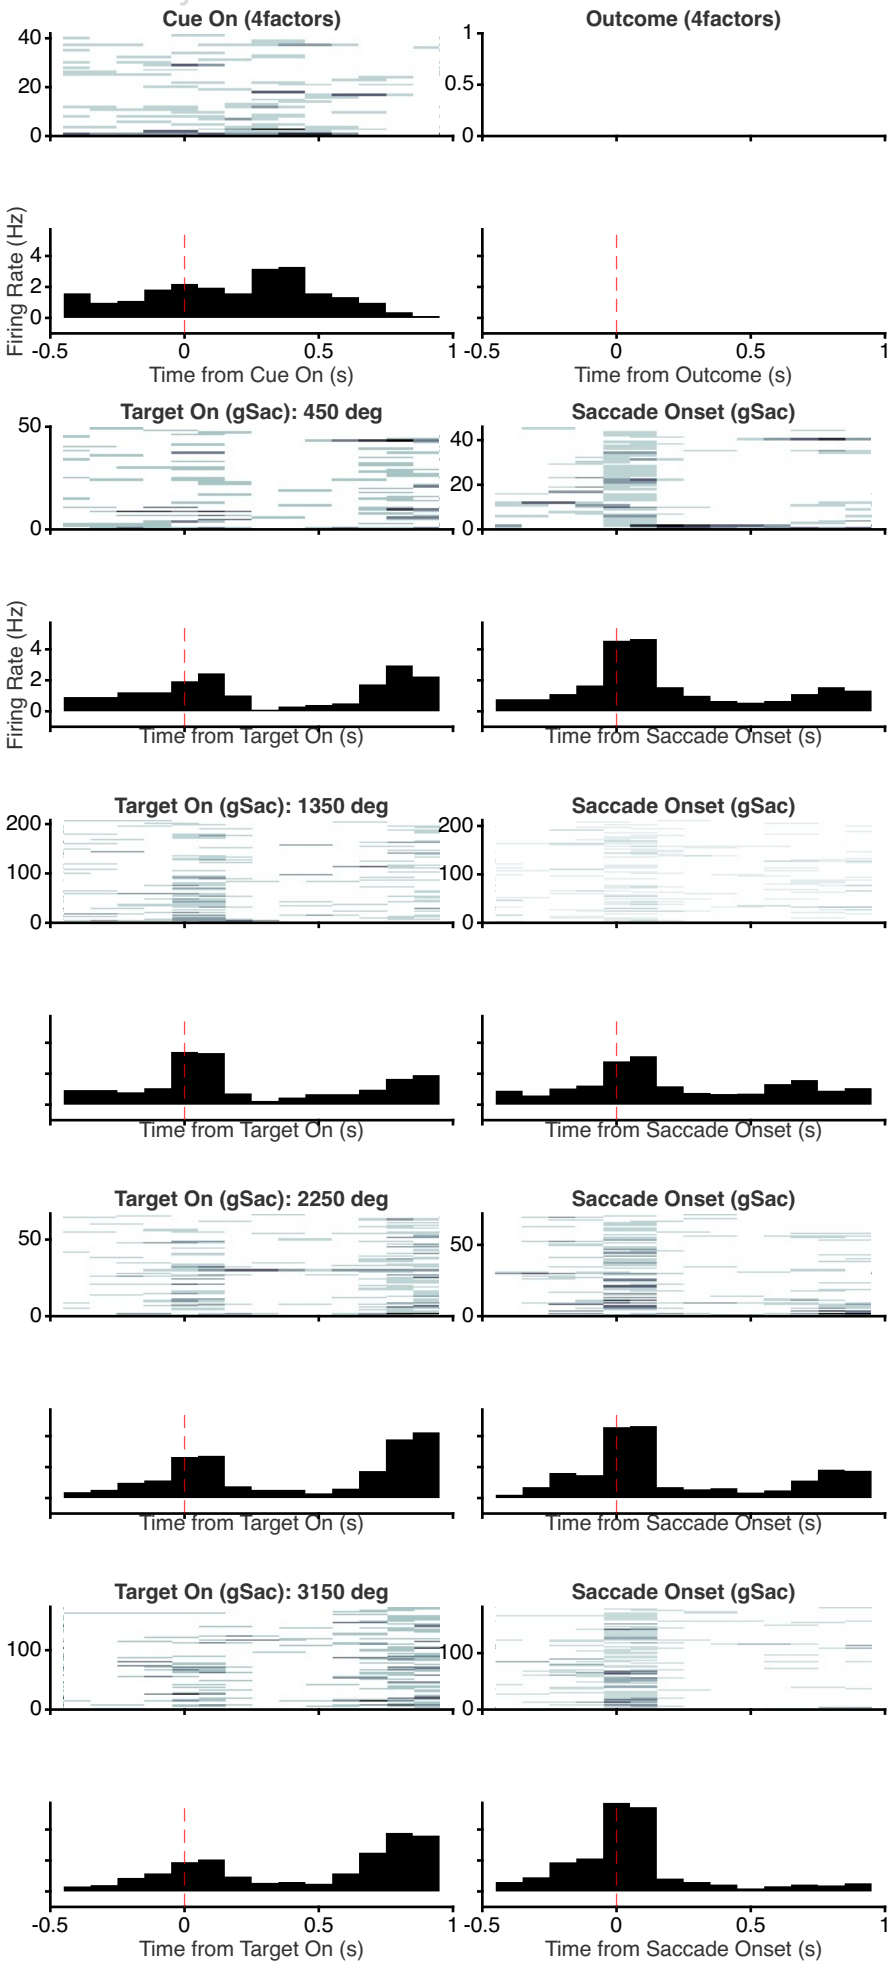 Cue On (4factors) Outcome (4factors)
40
20
0
1
0.5
0
Firing Rate (Hz)
4
2
0
-0.5 0 0.5 1 -0.5 0 0.5 1
Time from Cue On (s) Time from Outcome (s)
Target On (gSac): 450 deg Saccade Onset (gSac)
50
0
40
20
0
Firing Rate (Hz)
4
2
0
Time from Target On (s) Time from Saccade Onset (s)
Target On (gSac): 1350 deg Saccade Onset (gSac)
200
100
0
200
100
0
Time from Target On (s) Time from Saccade Onset (s)
Target On (gSac): 2250 deg Saccade Onset (gSac)
50
0
50
0
Time from Target On (s) Time from Saccade Onset (s)
Target On (gSac): 3150 deg Saccade Onset (gSac)
100
0
100
0
-0.5 0 0.5 1 -0.5 0 0.5 1
Time from Target On (s) Time from Saccade Onset (s)